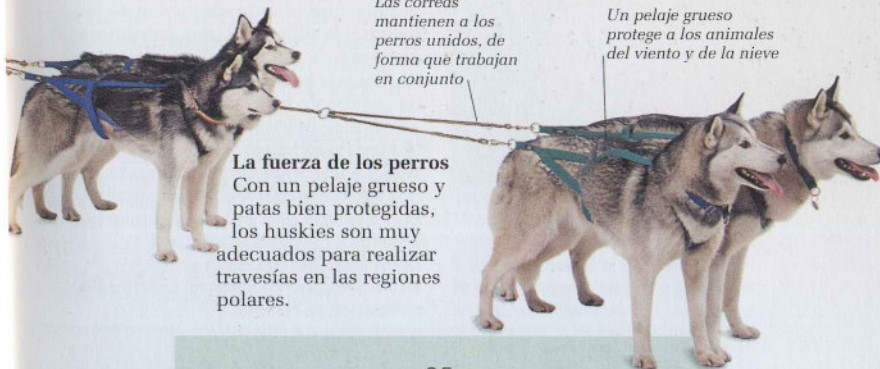 Las correas
mantienen a los
perros unidos, de
forma que trabajan
en conjunto
Un pelaje grueso
protege a los animales
del viento y de la nieve
La fuerza de los perros
Con un pelaje grueso y
patas bien protegidas,
los huskies son muy
adecuados para realizar
travesías en las regiones
polares.